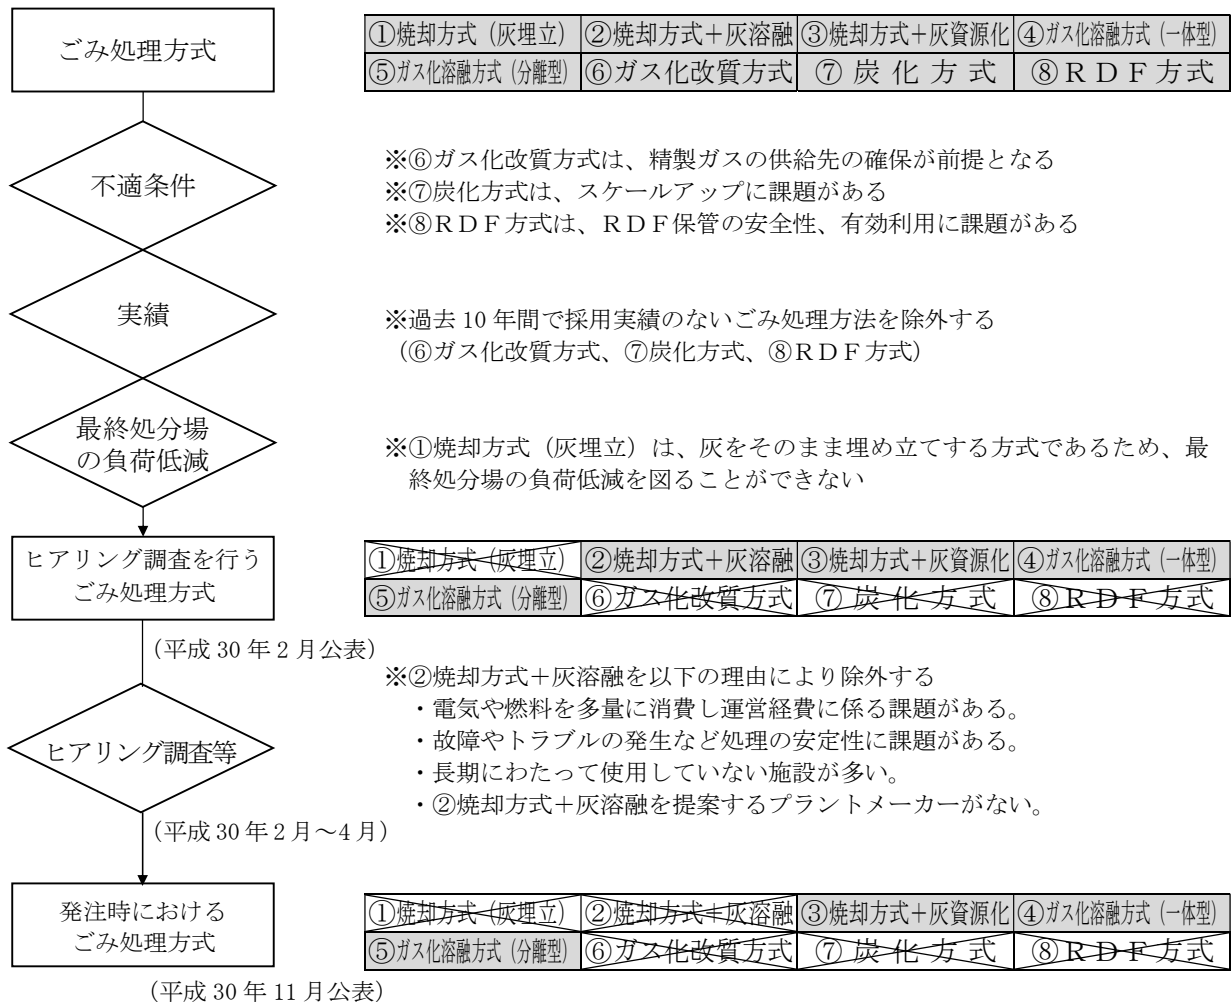 ごみ処理方式
①焼却方式（灰埋立） ②焼却方式＋灰溶融 ③焼却方式＋灰資源化 ④ガス化溶融方式（一体型）
⑤ガス化溶融方式（分離型） ⑥ガス化改質方式 ⑦炭化方式 ⑧ＲＤＦ方式
不適条件
※⑥ガス化改質方式は、精製ガスの供給先の確保が前提となる
※⑦炭化方式は、スケールアップに課題がある
※⑧ＲＤＦ方式は、ＲＤＦ保管の安全性、有効利用に課題がある
実績
※過去10年間で採用実績のないごみ処理方法を除外する
（⑥ガス化改質方式、⑦炭化方式、⑧ＲＤＦ方式）
最終処分場
の負荷低減
※①焼却方式（灰埋立）は、灰をそのまま埋め立てする方式であるため、最
終処分場の負荷低減を図ることができない
ヒアリング調査を行う
ごみ処理方式
①焼却方式（灰埋立） ②焼却方式＋灰溶融 ③焼却方式＋灰資源化 ④ガス化溶融方式（一体型）
⑤ガス化溶融方式（分離型） ⑥ガス化改質方式 ⑦炭化方式 ⑧ＲＤＦ方式
（平成30年2月公表）
※②焼却方式＋灰溶融を以下の理由により除外する
・電気や燃料を多量に消費し運営経費に係る課題がある。
・故障やトラブルの発生など処理の安定性に課題がある。
・長期にわたって使用していない施設が多い。
・②焼却方式＋灰溶融を提案するプラントメーカーがない。
ヒアリング調査等
（平成30年2月～4月）
発注時における
ごみ処理方式
①焼却方式（灰埋立） ②焼却方式＋灰溶融 ③焼却方式＋灰資源化 ④ガス化溶融方式（一体型）
⑤ガス化溶融方式（分離型） ⑥ガス化改質方式 ⑦炭化方式 ⑧ＲＤＦ方式
（平成30年11月公表）